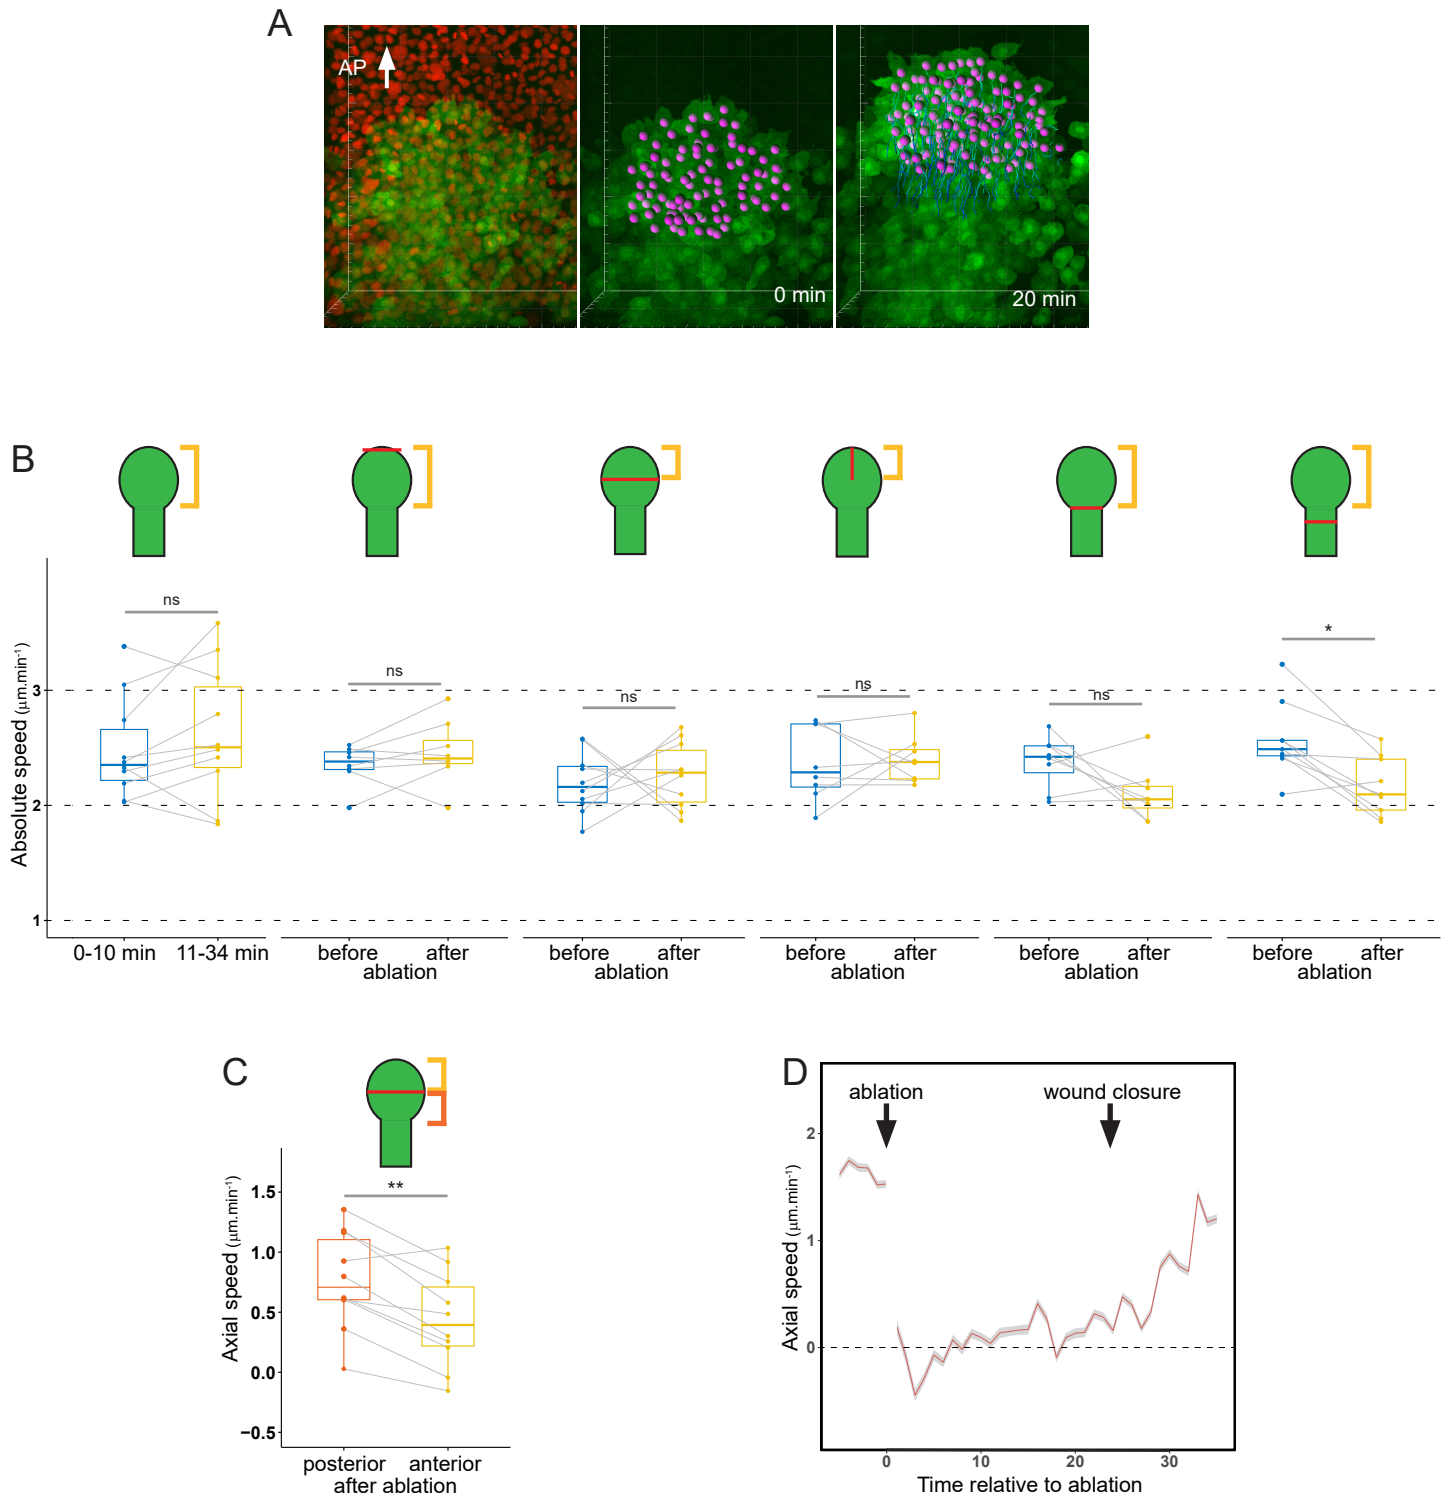 A
AP
0 min
20 min
B
Absolute speed (μm.min⁻¹)
3
2
1
ns
ns
ns
ns
ns
*
0-10 min 11-34 min
before after
ablation
before after
ablation
before after
ablation
before after
ablation
before after
ablation
C
Axial speed (μm.min⁻¹)
**
1.5
1.0
0.5
0.0
−0.5
posterior anterior
after ablation
D
ablation
wound closure
Axial speed (μm.min⁻¹)
2
1
0
0 10 20 30
Time relative to ablation